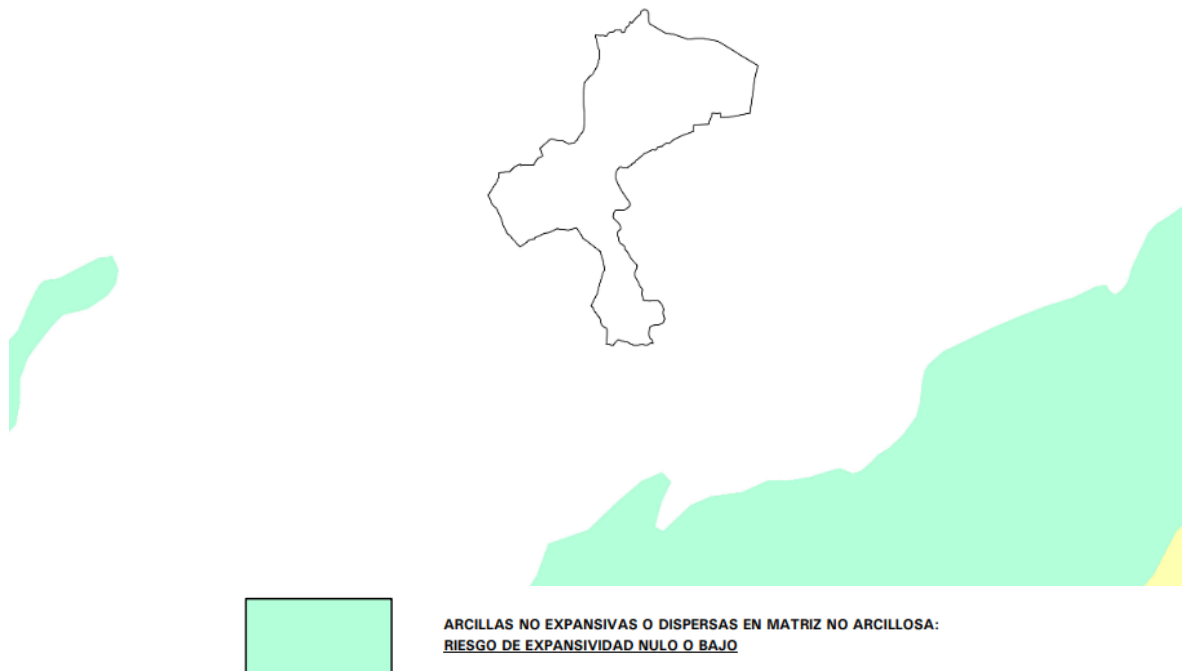 ARCILLAS NO EXPANSIVAS O DISPERSAS EN MATRIZ NO ARCILLOSA:
RIESGO DE EXPANSIVIDAD NULO O BAJO